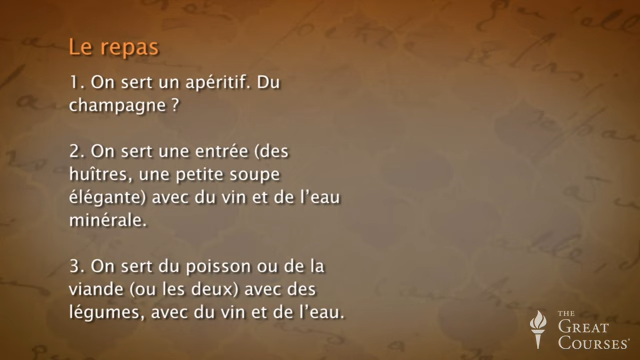 Le repas
1. On sert un apéritif. Du
champagne ?
2. On sert une entrée (des
huîtres, une petite soupe
élégante) avec du vin et de l’eau
minérale.
3. On sert du poisson ou de la
viande (ou les deux) avec des
légumes, avec du vin et de l’eau.
THE
GREAT
COURSES®